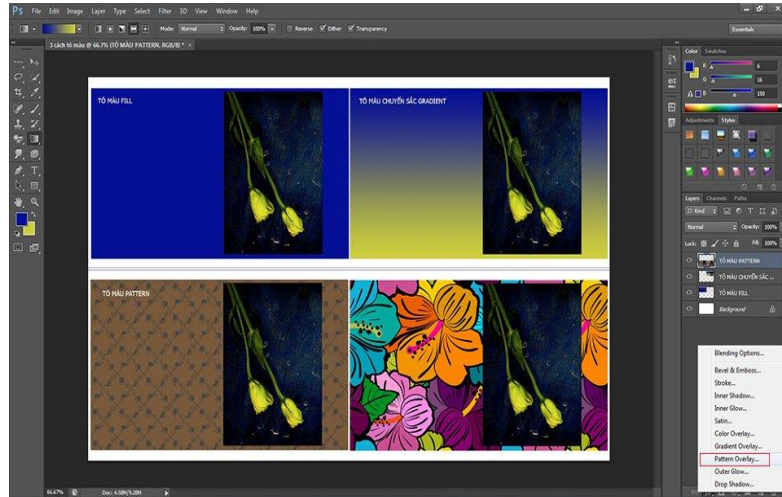 Ps File Edit Image Layer Type Select Filter 3D View Window Help
Mode: Normal Opacity: 100% Reverse Dither Transparency Essentials
3 cách tô màu @ 66.7% (TÔ MÀU PATTERN, RGB/8) * ×
Color Swatches
R 6
G 16
B 150
Adjustments Styles
TÔ MÀU FILL
TÔ MÀU CHUYỂN SẮC GRADIENT
TÔ MÀU PATTERN
Layers Channels Paths
Kind
Normal Opacity: 100%
Lock: Fill: 100%
TÔ MÀU PATTERN
TÔ MÀU CHUYỂN SẮC ...
TÔ MÀU FILL
Background
Blending Options...
Bevel & Emboss...
Stroke...
Inner Shadow...
Inner Glow...
Satin...
Color Overlay...
Gradient Overlay...
Pattern Overlay...
Outer Glow...
Drop Shadow...
66.67% Doc: 4.50M/9.20M